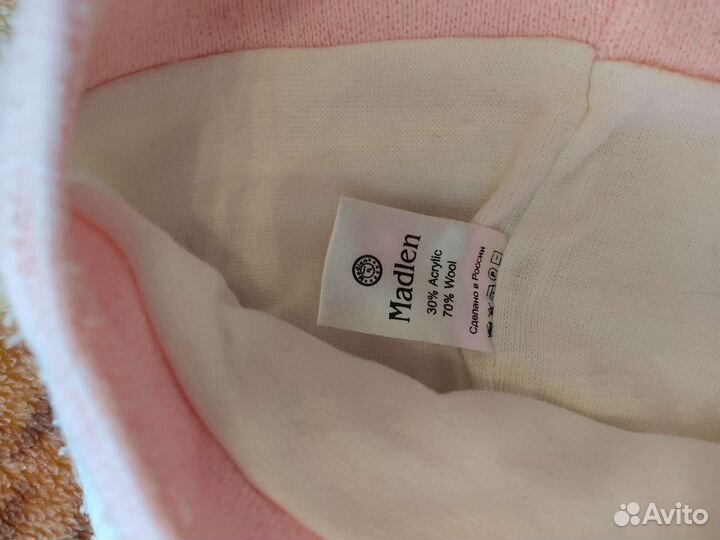 Madlen
30% Acrylic
70% Wool
Сделано в России
Avito